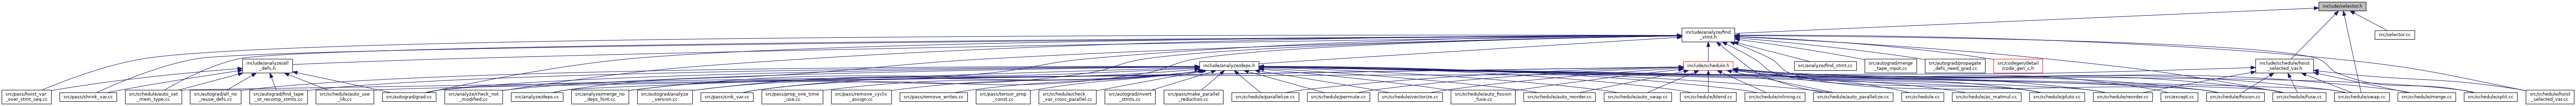 include/selector.h
include/analyze/find
_stmt.h
src/selector.cc
include/analyze/all
_defs.h
include/analyze/deps.h
include/schedule.h
src/analyze/find_stmt.cc
src/autograd/merge
_tape_input.cc
src/autograd/propagate
_defs_need_grad.cc
src/codegen/detail
/code_gen_c.h
include/schedule/hoist
_selected_var.h
src/pass/hoist_var
_over_stmt_seq.cc
src/pass/shrink_var.cc
src/schedule/auto_set
_mem_type.cc
src/autograd/all_no
_reuse_defs.cc
src/autograd/find_tape
_or_recomp_stmts.cc
src/schedule/auto_use
_lib.cc
src/autograd/grad.cc
src/analyze/check_not
_modified.cc
src/analyze/deps.cc
src/analyze/merge_no
_deps_hint.cc
src/autograd/analyze
_version.cc
src/pass/sink_var.cc
src/pass/prop_one_time
_use.cc
src/pass/remove_cyclic
_assign.cc
src/pass/remove_writes.cc
src/pass/tensor_prop
_const.cc
src/schedule/check
_var_cross_parallel.cc
src/autograd/invert
_stmts.cc
src/pass/make_parallel
_reduction.cc
src/schedule/parallelize.cc
src/schedule/permute.cc
src/schedule/vectorize.cc
src/schedule/auto_fission
_fuse.cc
src/schedule/auto_reorder.cc
src/schedule/auto_swap.cc
src/schedule/blend.cc
src/schedule/inlining.cc
src/schedule/auto_parallelize.cc
src/schedule.cc
src/schedule/as_matmul.cc
src/schedule/pluto.cc
src/schedule/reorder.cc
src/except.cc
src/schedule/fission.cc
src/schedule/fuse.cc
src/schedule/swap.cc
src/schedule/merge.cc
src/schedule/split.cc
src/schedule/hoist
_selected_var.cc